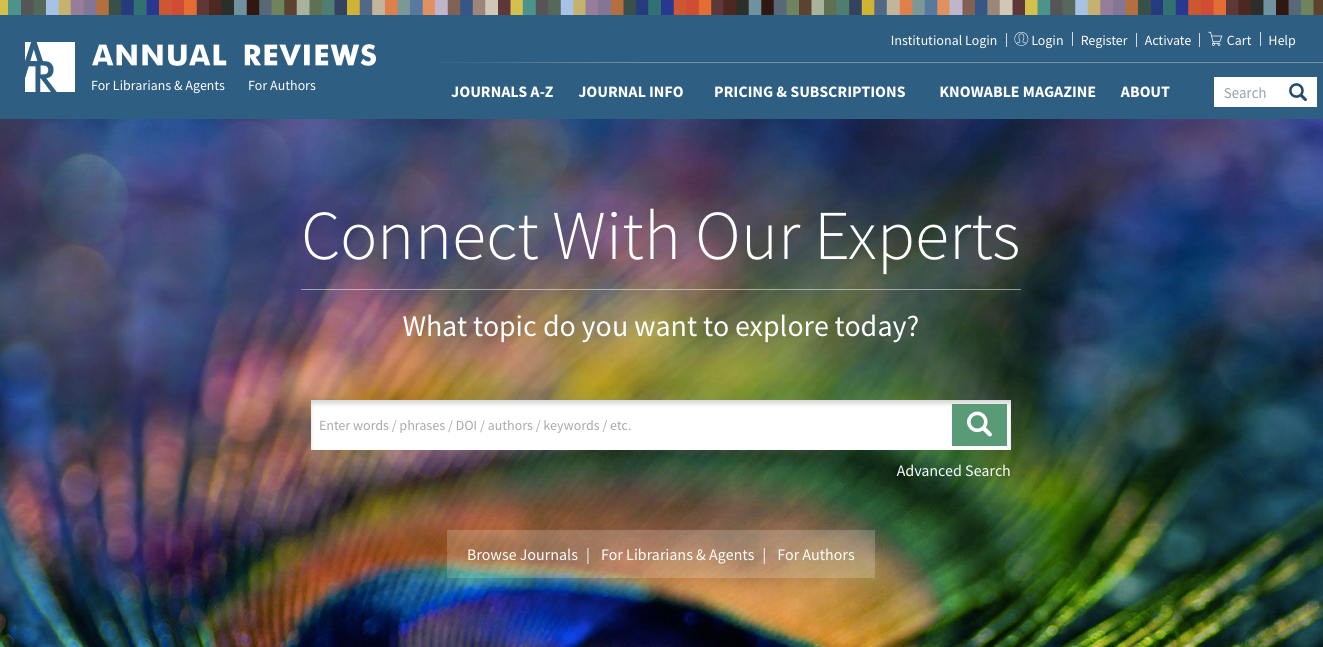 Institutional Login | Login | Register | Activate | Cart | Help
AR ANNUAL REVIEWS
For Librarians & Agents For Authors
JOURNALS A-Z JOURNAL INFO PRICING & SUBSCRIPTIONS KNOWABLE MAGAZINE ABOUT Search
Connect With Our Experts
What topic do you want to explore today?
Enter words / phrases / DOI / authors / keywords / etc.
Advanced Search
Browse Journals | For Librarians & Agents | For Authors